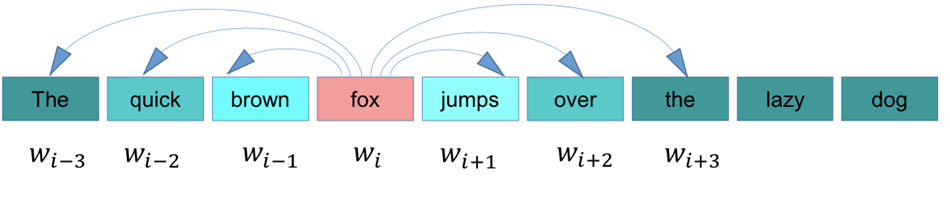 The quick brown fox jumps over the lazy dog
w_{i-3} w_{i-2} w_{i-1} w_i w_{i+1} w_{i+2} w_{i+3}